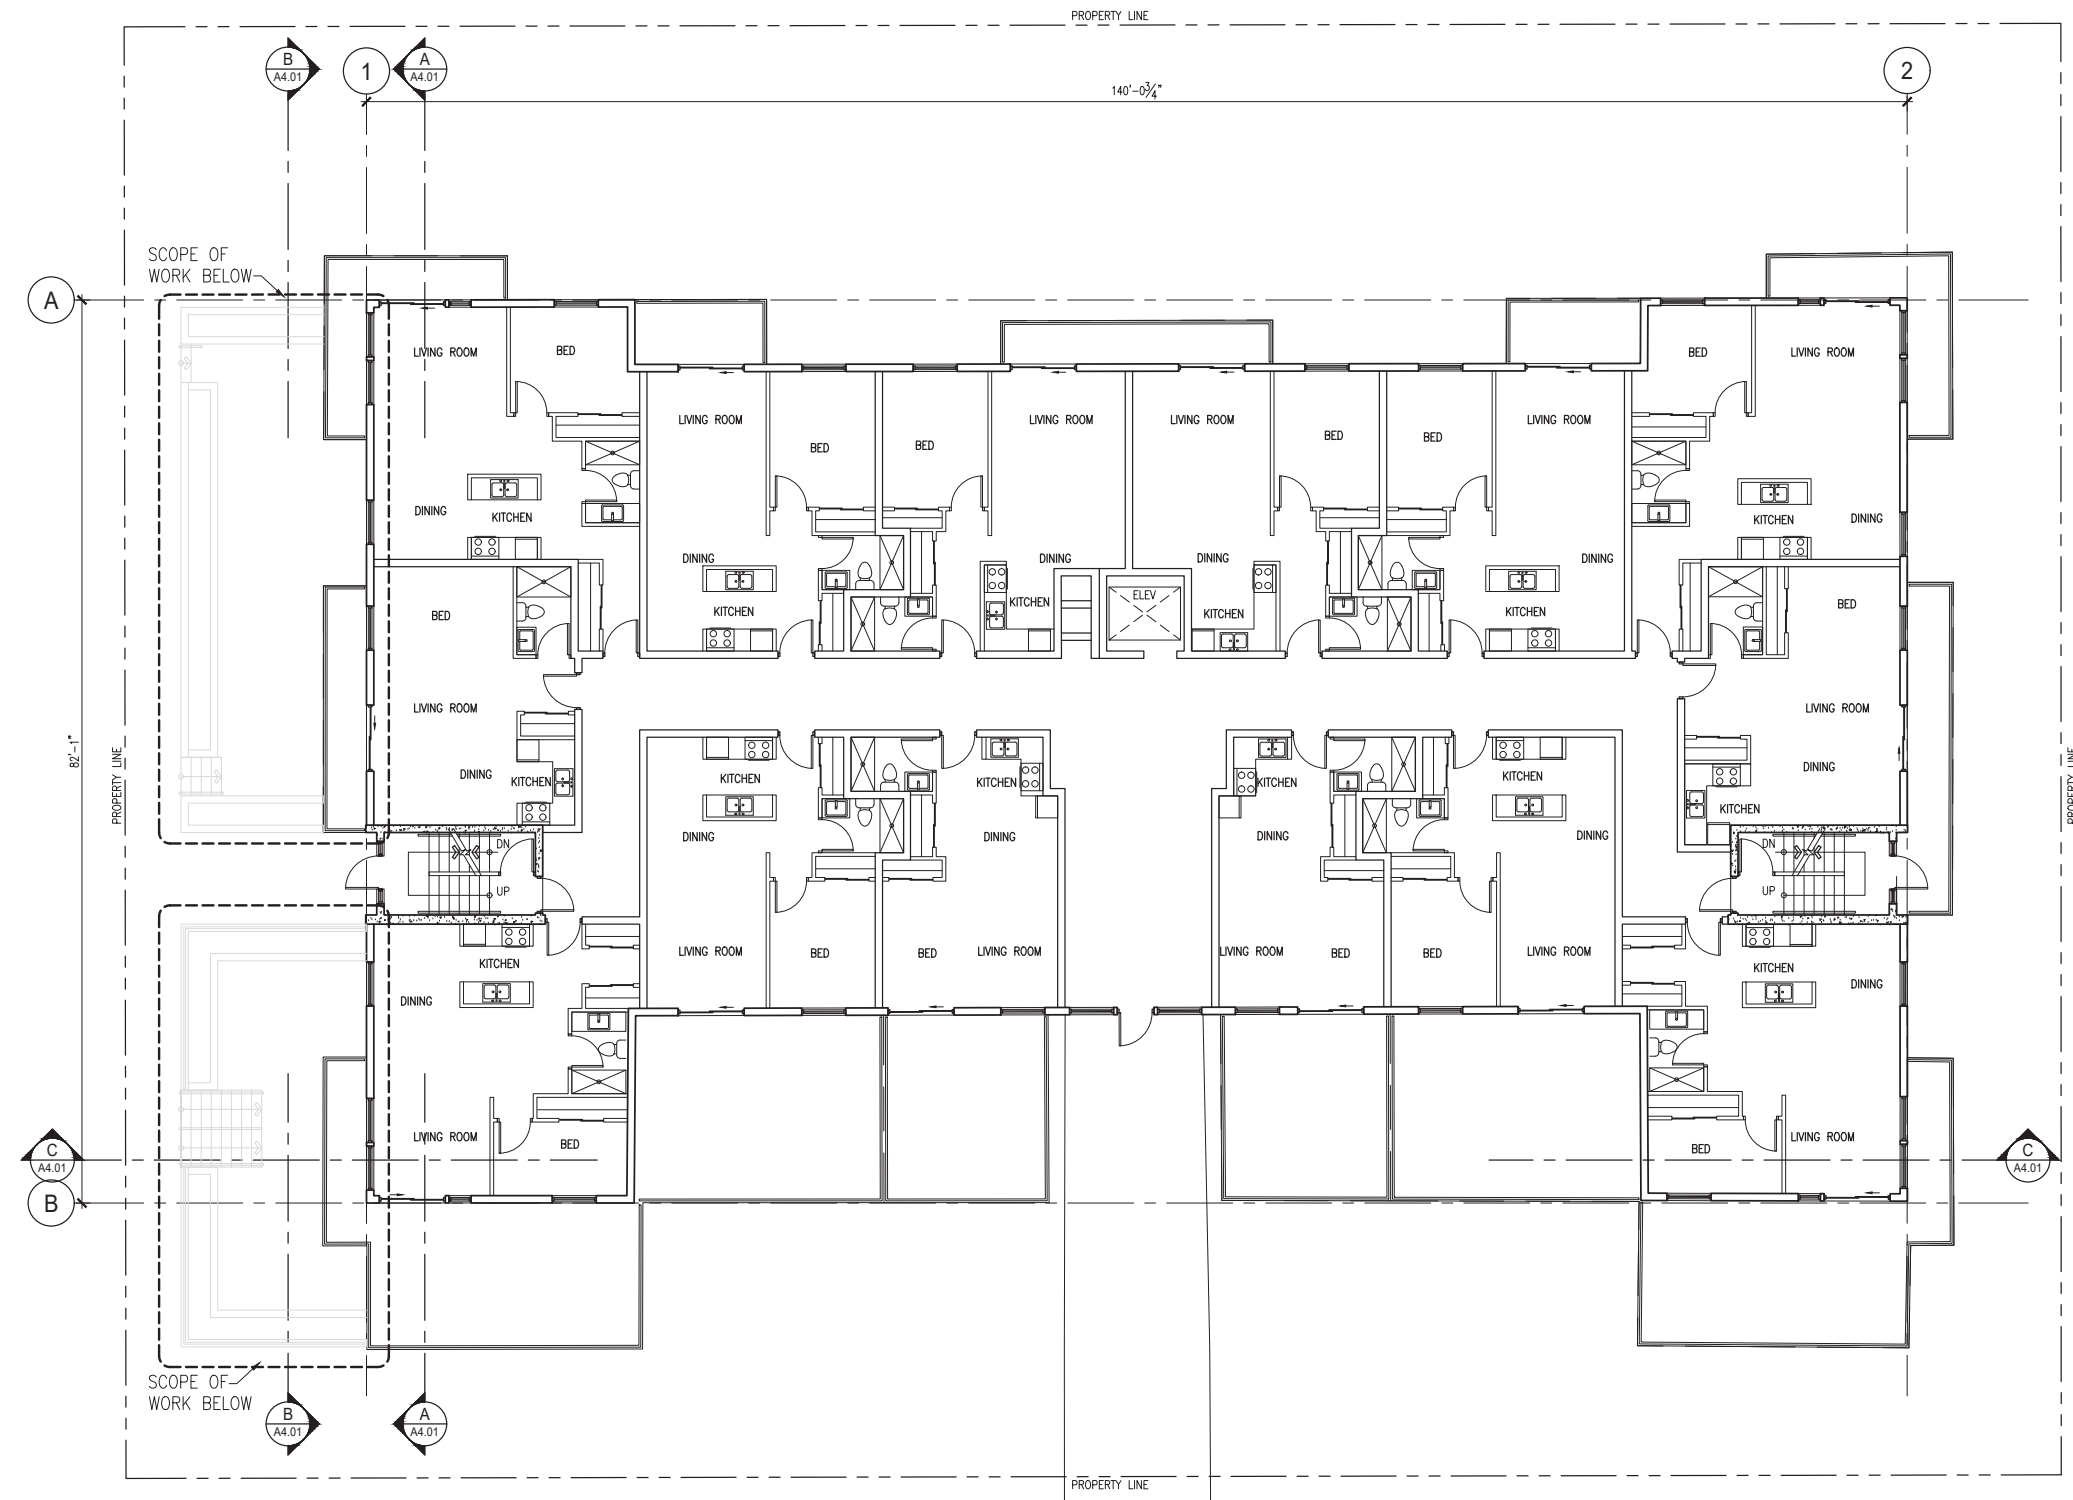 PROPERTY LINE
B
A4.01
1
A
A4.01
2
140'-0¾"
SCOPE OF
WORK BELOW
A
LIVING ROOM
BED
BED
LIVING ROOM
LIVING ROOM
BED
BED
LIVING ROOM
LIVING ROOM
BED
BED
LIVING ROOM
DINING
KITCHEN
KITCHEN
DINING
DINING
DINING
DINING
DINING
KITCHEN
KITCHEN
ELEV
KITCHEN
KITCHEN
BED
BED
LIVING ROOM
LIVING ROOM
82'-1"
PROPERTY LINE
PROPERTY LINE
DINING
KITCHEN
KITCHEN
KITCHEN
KITCHEN
KITCHEN
DINING
KITCHEN
DINING
DINING
DINING
DINING
DN
UP
DN
UP
LIVING ROOM
BED
BED
LIVING ROOM
LIVING ROOM
BED
BED
LIVING ROOM
KITCHEN
DINING
KITCHEN
DINING
LIVING ROOM
BED
BED
LIVING ROOM
C
A4.01
C
A4.01
B
SCOPE OF
WORK BELOW
B
A4.01
A
A4.01
PROPERTY LINE